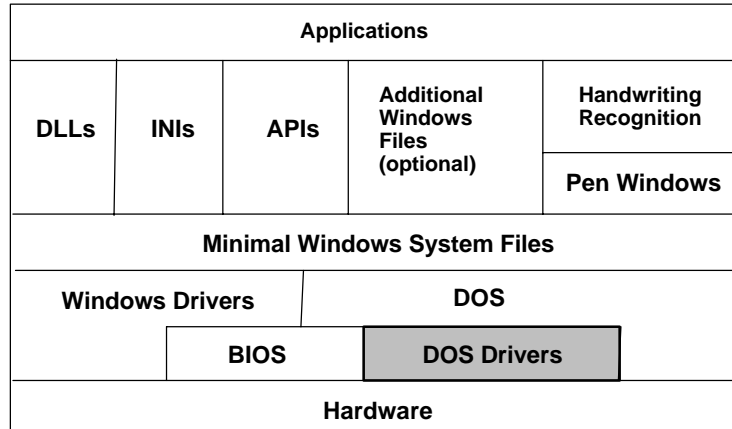 Applications
DLLs
INIs
APIs
Additional
Windows
Files
(optional)
Handwriting
Recognition
Pen Windows
Minimal Windows System Files
Windows Drivers
DOS
BIOS
DOS Drivers
Hardware